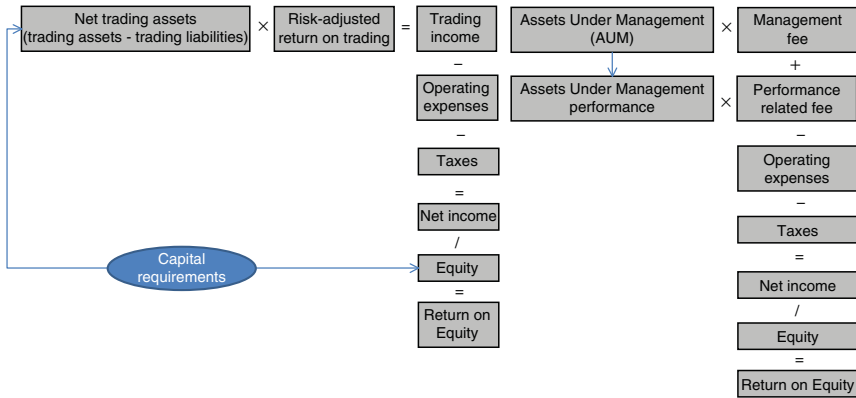 Net trading assets
(trading assets - trading liabilities)
×
Risk-adjusted
return on trading
=
Trading
income
−
Operating
expenses
−
Taxes
=
Net income
/
Equity
=
Return on
Equity
Capital
requirements
Assets Under Management
(AUM)
×
Management
fee
+
Assets Under Management
performance
×
Performance
related fee
−
Operating
expenses
−
Taxes
=
Net income
/
Equity
=
Return on Equity